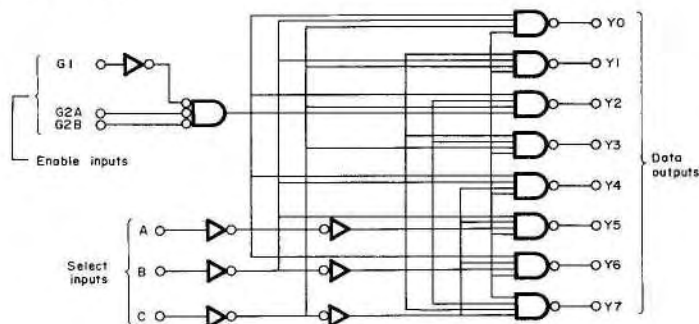 Y0
G1
Y1
G2A
G2B
Y2
Enable inputs
Y3
Data
outputs
Y4
A
Y5
Select
inputs
B
Y6
C
Y7